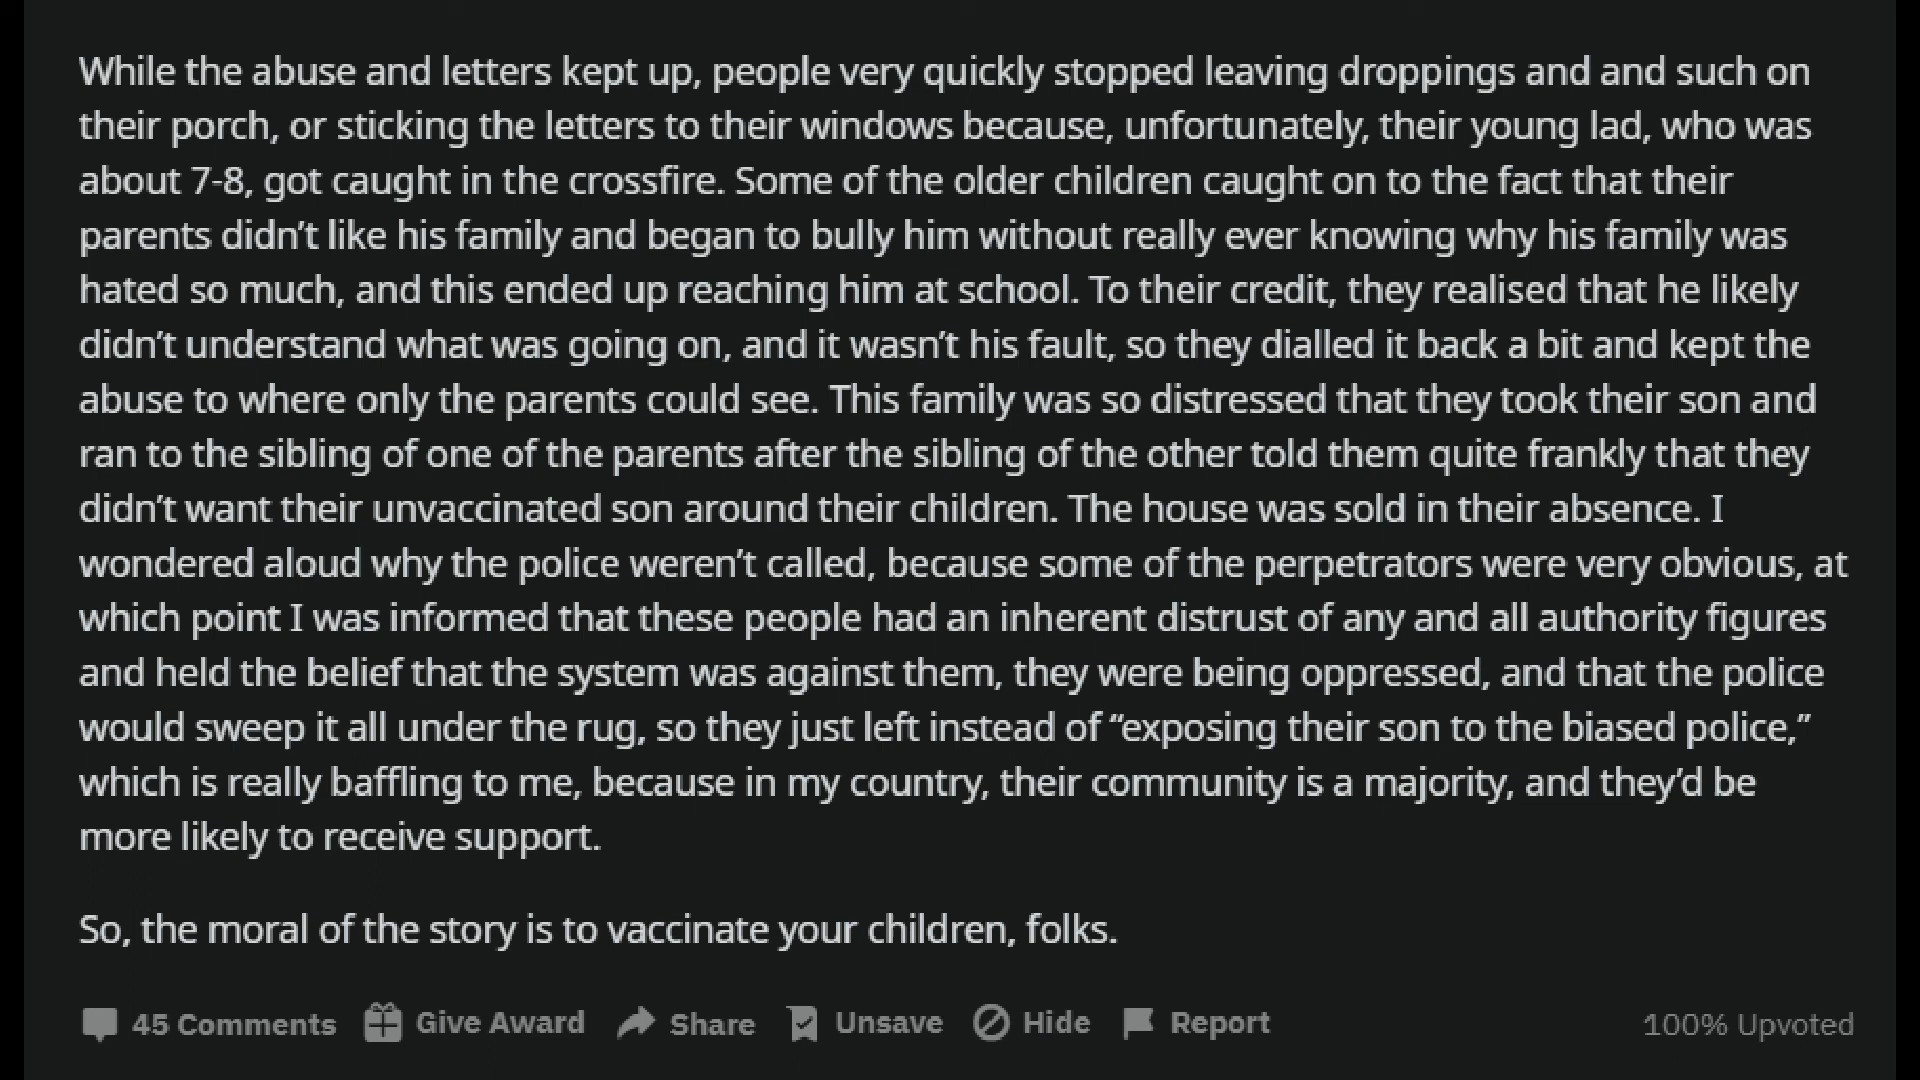 While the abuse and letters kept up, people very quickly stopped leaving droppings and and such on
their porch, or sticking the letters to their windows because, unfortunately, their young lad, who was
about 7-8, got caught in the crossfire. Some of the older children caught on to the fact that their
parents didn’t like his family and began to bully him without really ever knowing why his family was
hated so much, and this ended up reaching him at school. To their credit, they realised that he likely
didn’t understand what was going on, and it wasn’t his fault, so they dialled it back a bit and kept the
abuse to where only the parents could see. This family was so distressed that they took their son and
ran to the sibling of one of the parents after the sibling of the other told them quite frankly that they
didn’t want their unvaccinated son around their children. The house was sold in their absence. I
wondered aloud why the police weren’t called, because some of the perpetrators were very obvious, at
which point I was informed that these people had an inherent distrust of any and all authority figures
and held the belief that the system was against them, they were being oppressed, and that the police
would sweep it all under the rug, so they just left instead of “exposing their son to the biased police,”
which is really baffling to me, because in my country, their community is a majority, and they’d be
more likely to receive support.
So, the moral of the story is to vaccinate your children, folks.
45 Comments Give Award Share Unsave Hide Report 100% Upvoted